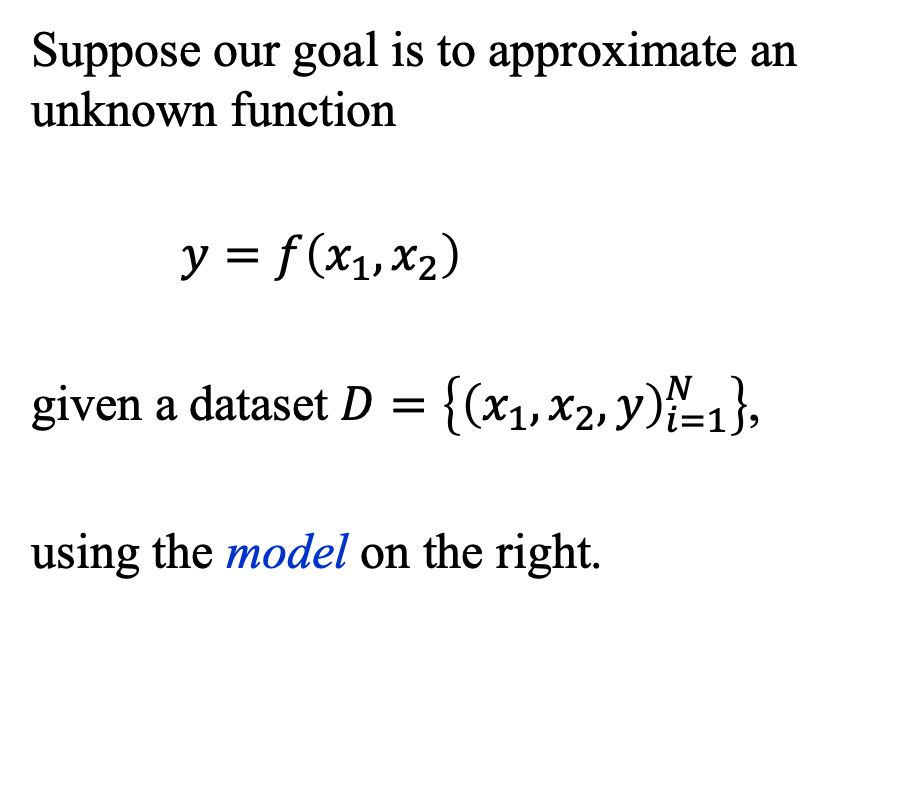 Suppose our goal is to approximate an
unknown function
𝑦 = 𝑓(𝑥₁, 𝑥₂)
given a dataset 𝐷 = {(𝑥₁, 𝑥₂, 𝑦)ᵢ₌₁ᴺ},
using the model on the right.